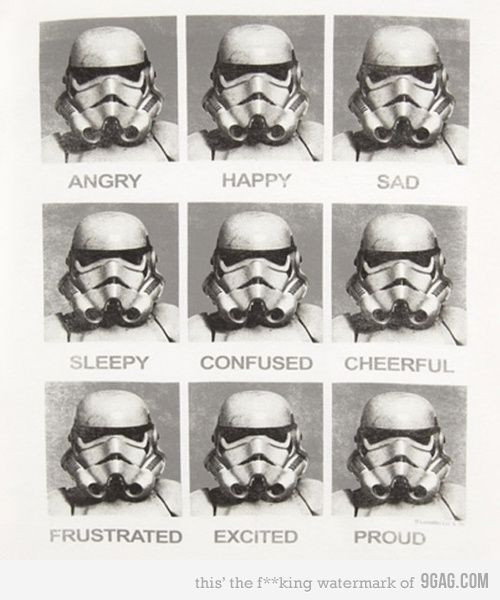 ANGRY HAPPY SAD
SLEEPY CONFUSED CHEERFUL
FRUSTRATED EXCITED PROUD
this' the f**king watermark of 9GAG.COM